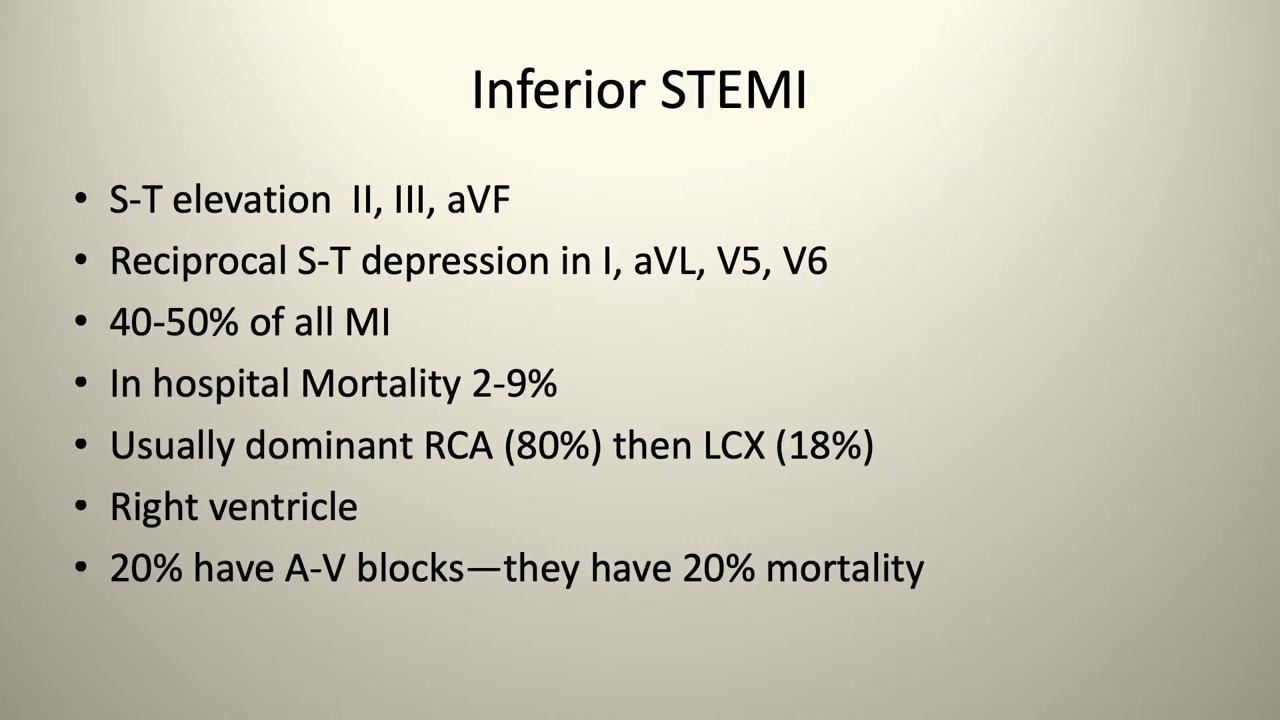 Inferior STEMI
• S-T elevation  II, III, aVF
• Reciprocal S-T depression in I, aVL, V5, V6
• 40-50% of all MI
• In hospital Mortality 2-9%
• Usually dominant RCA (80%) then LCX (18%)
• Right ventricle
• 20% have A-V blocks—they have 20% mortality